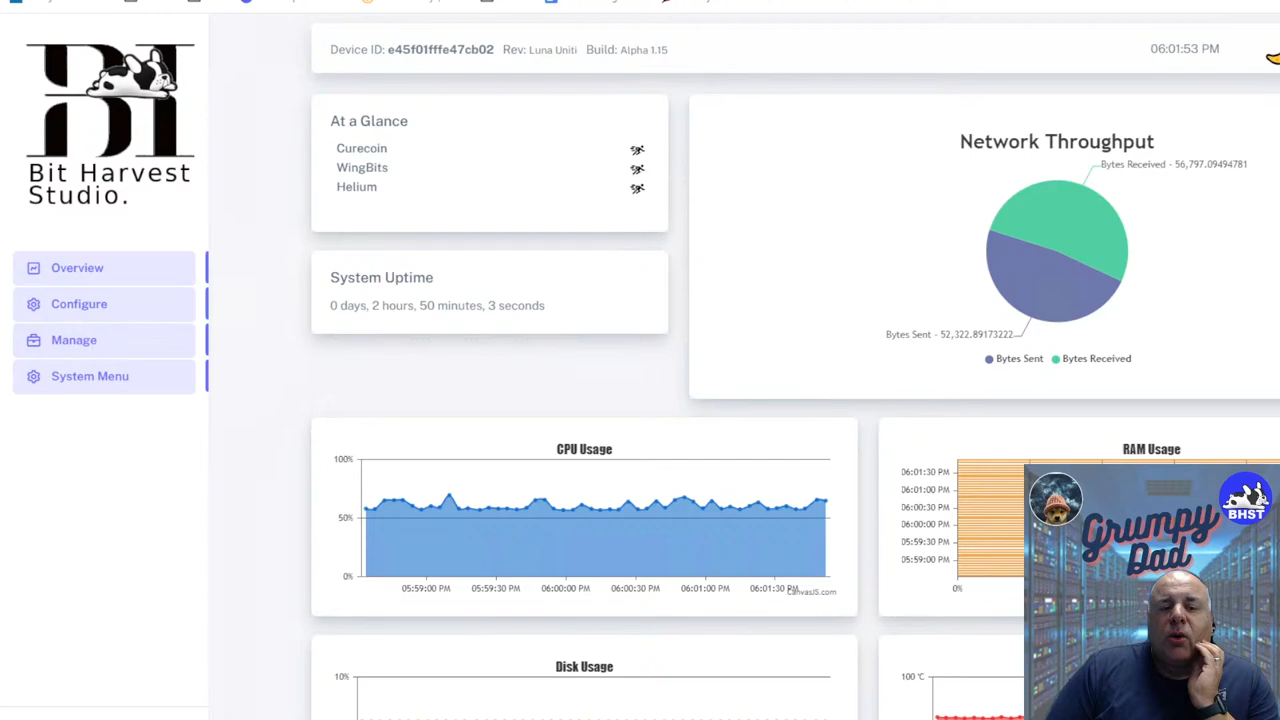 Device ID: e45f01fffe47cb02 Rev: Luna Uniti Build: Alpha 1.15
06:01:53 PM
BH
Bit Harvest
Studio.
Overview
Configure
Manage
System Menu
At a Glance
Curecoin
WingBits
Helium
System Uptime
0 days, 2 hours, 50 minutes, 3 seconds
Network Throughput
Bytes Received - 56,797.09494781
Bytes Sent - 52,322.89173222
Bytes Sent Bytes Received
CPU Usage
100%
50%
0%
05:59:00 PM 05:59:30 PM 06:00:00 PM 06:00:30 PM 06:01:00 PM 06:01:30 PM
CanvasJS.com
RAM Usage
06:01:30 PM
06:01:00 PM
06:00:30 PM
06:00:00 PM
05:59:30 PM
05:59:00 PM
0%
Disk Usage
10%
100 °C
BHST
Grumpy
Dad